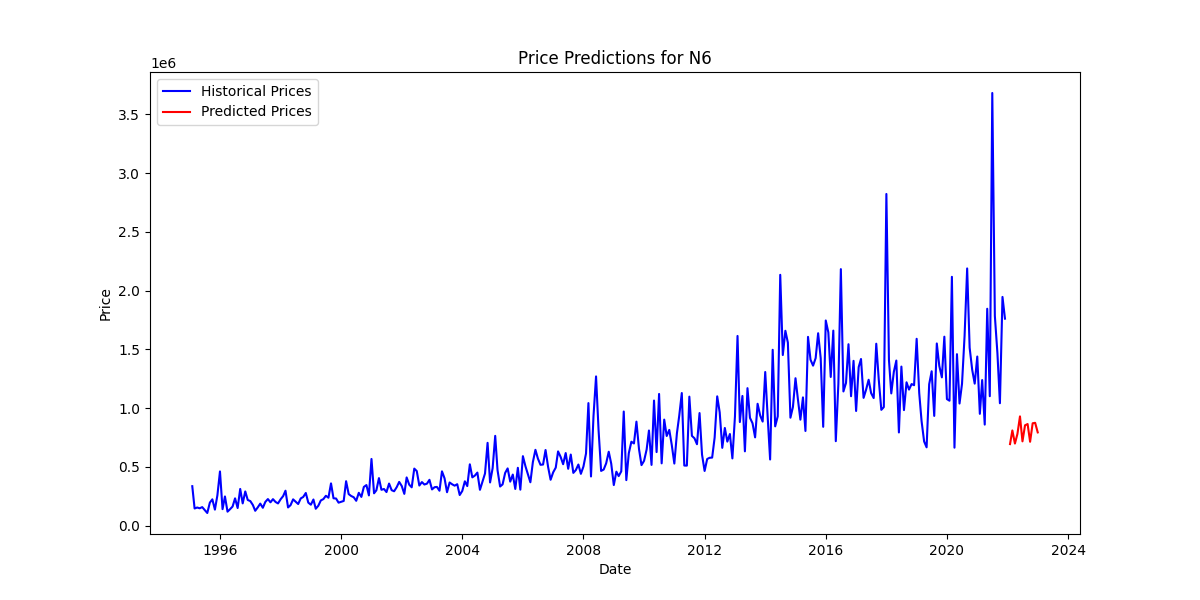 Price Predictions for N6
1e6
Historical Prices
Predicted Prices
3.5
3.0
2.5
2.0
1.5
1.0
0.5
0.0
Price
1996 2000 2004 2008 2012 2016 2020 2024
Date